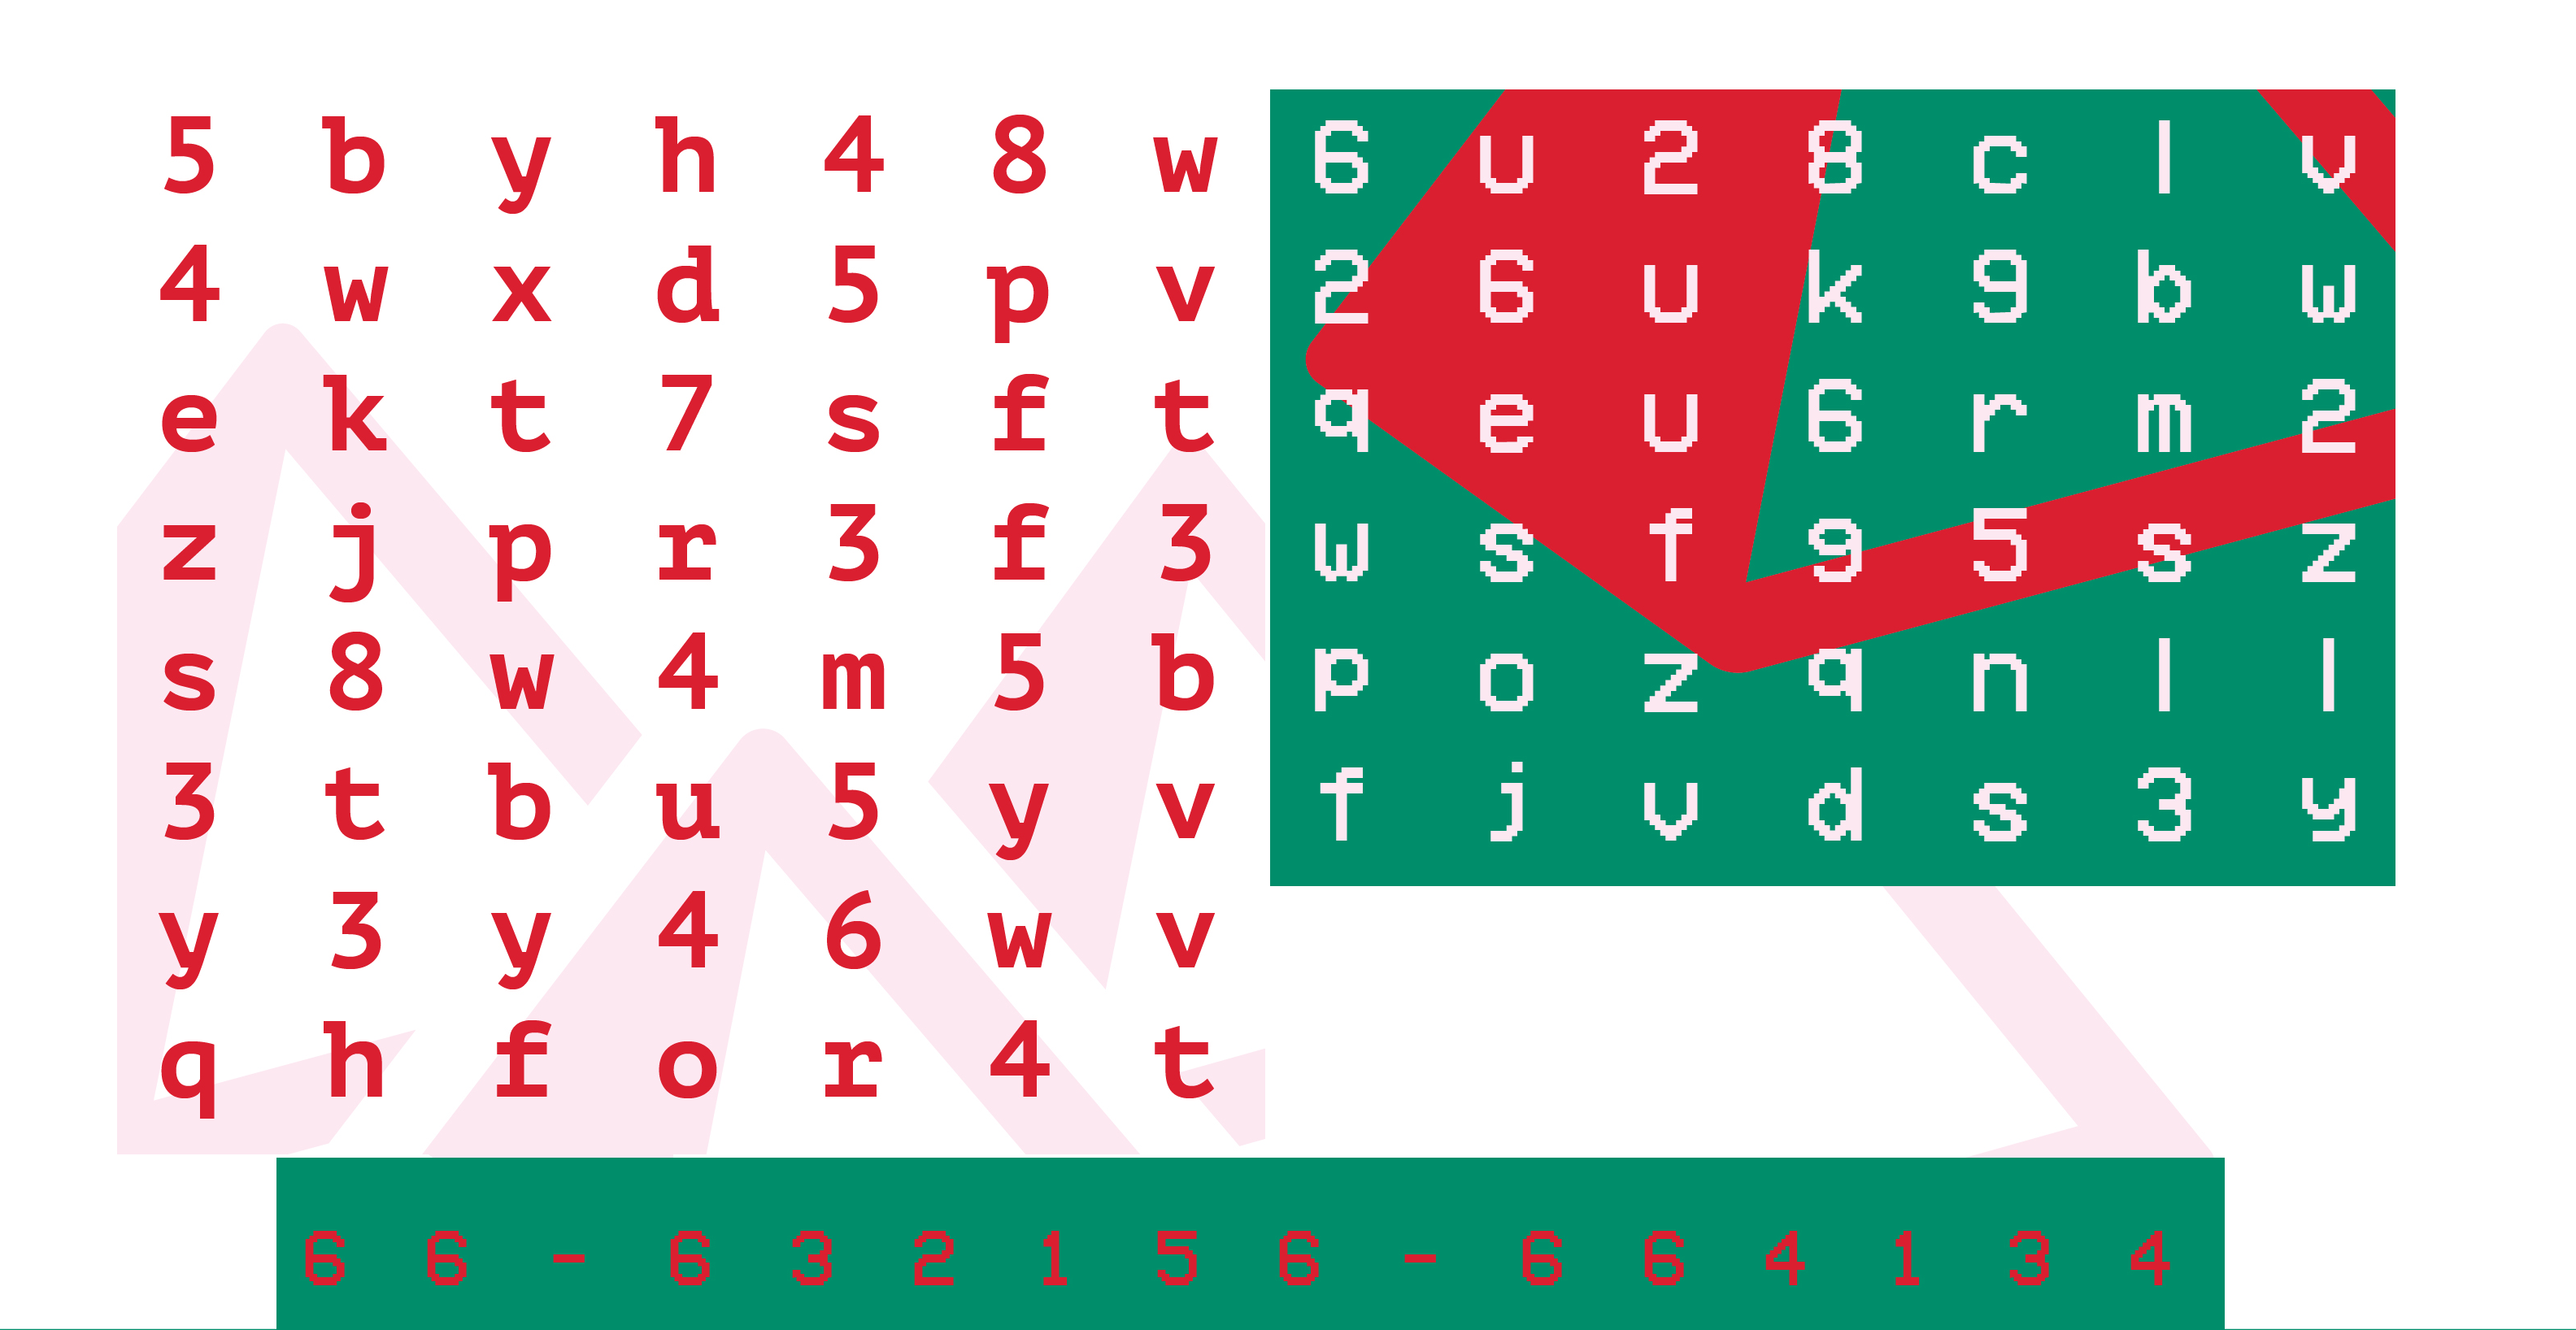 5 b y h 4 8 w
4 w x d 5 p v
e k t 7 s f t
z j p r 3 f 3
s 8 w 4 m 5 b
3 t b u 5 y v
y 3 y 4 6 w v
q h f o r 4 t
6 u 2 8 c l v
2 6 u k 9 b w
q e u 6 r m 2
w s f 9 5 s z
p o z q n l l
f j v d s 3 y
6 6 - 6 3 2 1 5 6 - 6 6 4 1 3 4